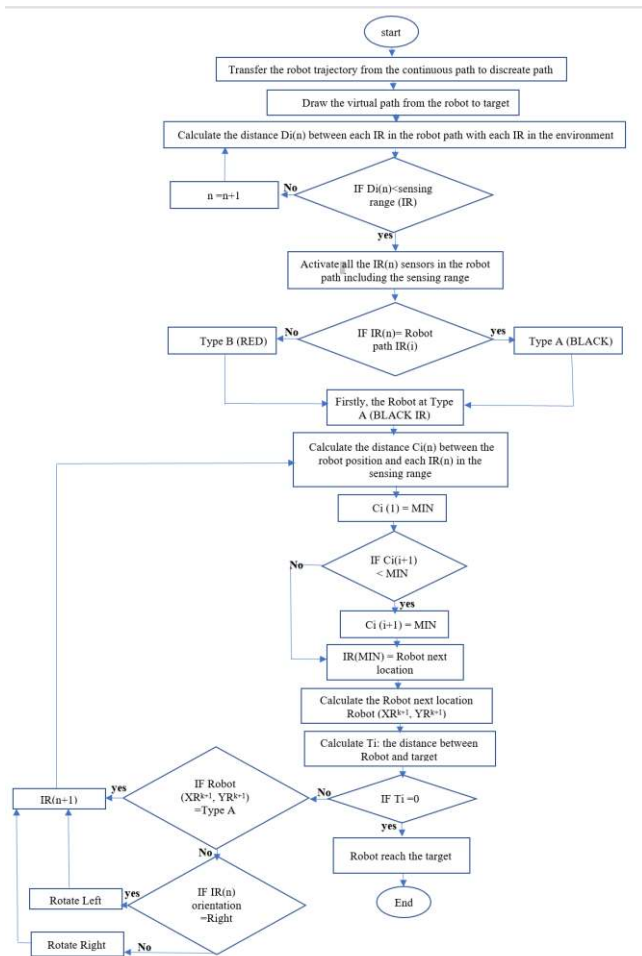 start
Transfer the robot trajectory from the continuous path to discreate path
Draw the virtual path from the robot to target
Calculate the distance Di(n) between each IR in the robot path with each IR in the environment
n =n+1
No
IF Di(n)<sensing
range (IR)
yes
Activate all the IR(n) sensors in the robot
path including the sensing range
Type B (RED)
No
IF IR(n)= Robot
path IR(i)
yes
Type A (BLACK)
Firstly, the Robot at Type
A (BLACK IR)
Calculate the distance Ci(n) between the
robot position and each IR(n) in the
sensing range
Ci (1) = MIN
No
IF Ci(i+1)
< MIN
yes
Ci (i+1) = MIN
IR(MIN) = Robot next
location
Calculate the Robot next location
Robot (XRᵏ⁺¹, YRᵏ⁺¹)
Calculate Ti: the distance between
Robot and target
IR(n+1)
yes
IF Robot
(XRᵏ⁺¹, YRᵏ⁺¹)
=Type A
No
IF Ti =0
yes
No
Robot reach the target
Rotate Left
yes
IF IR(n)
orientation
=Right
End
Rotate Right
No